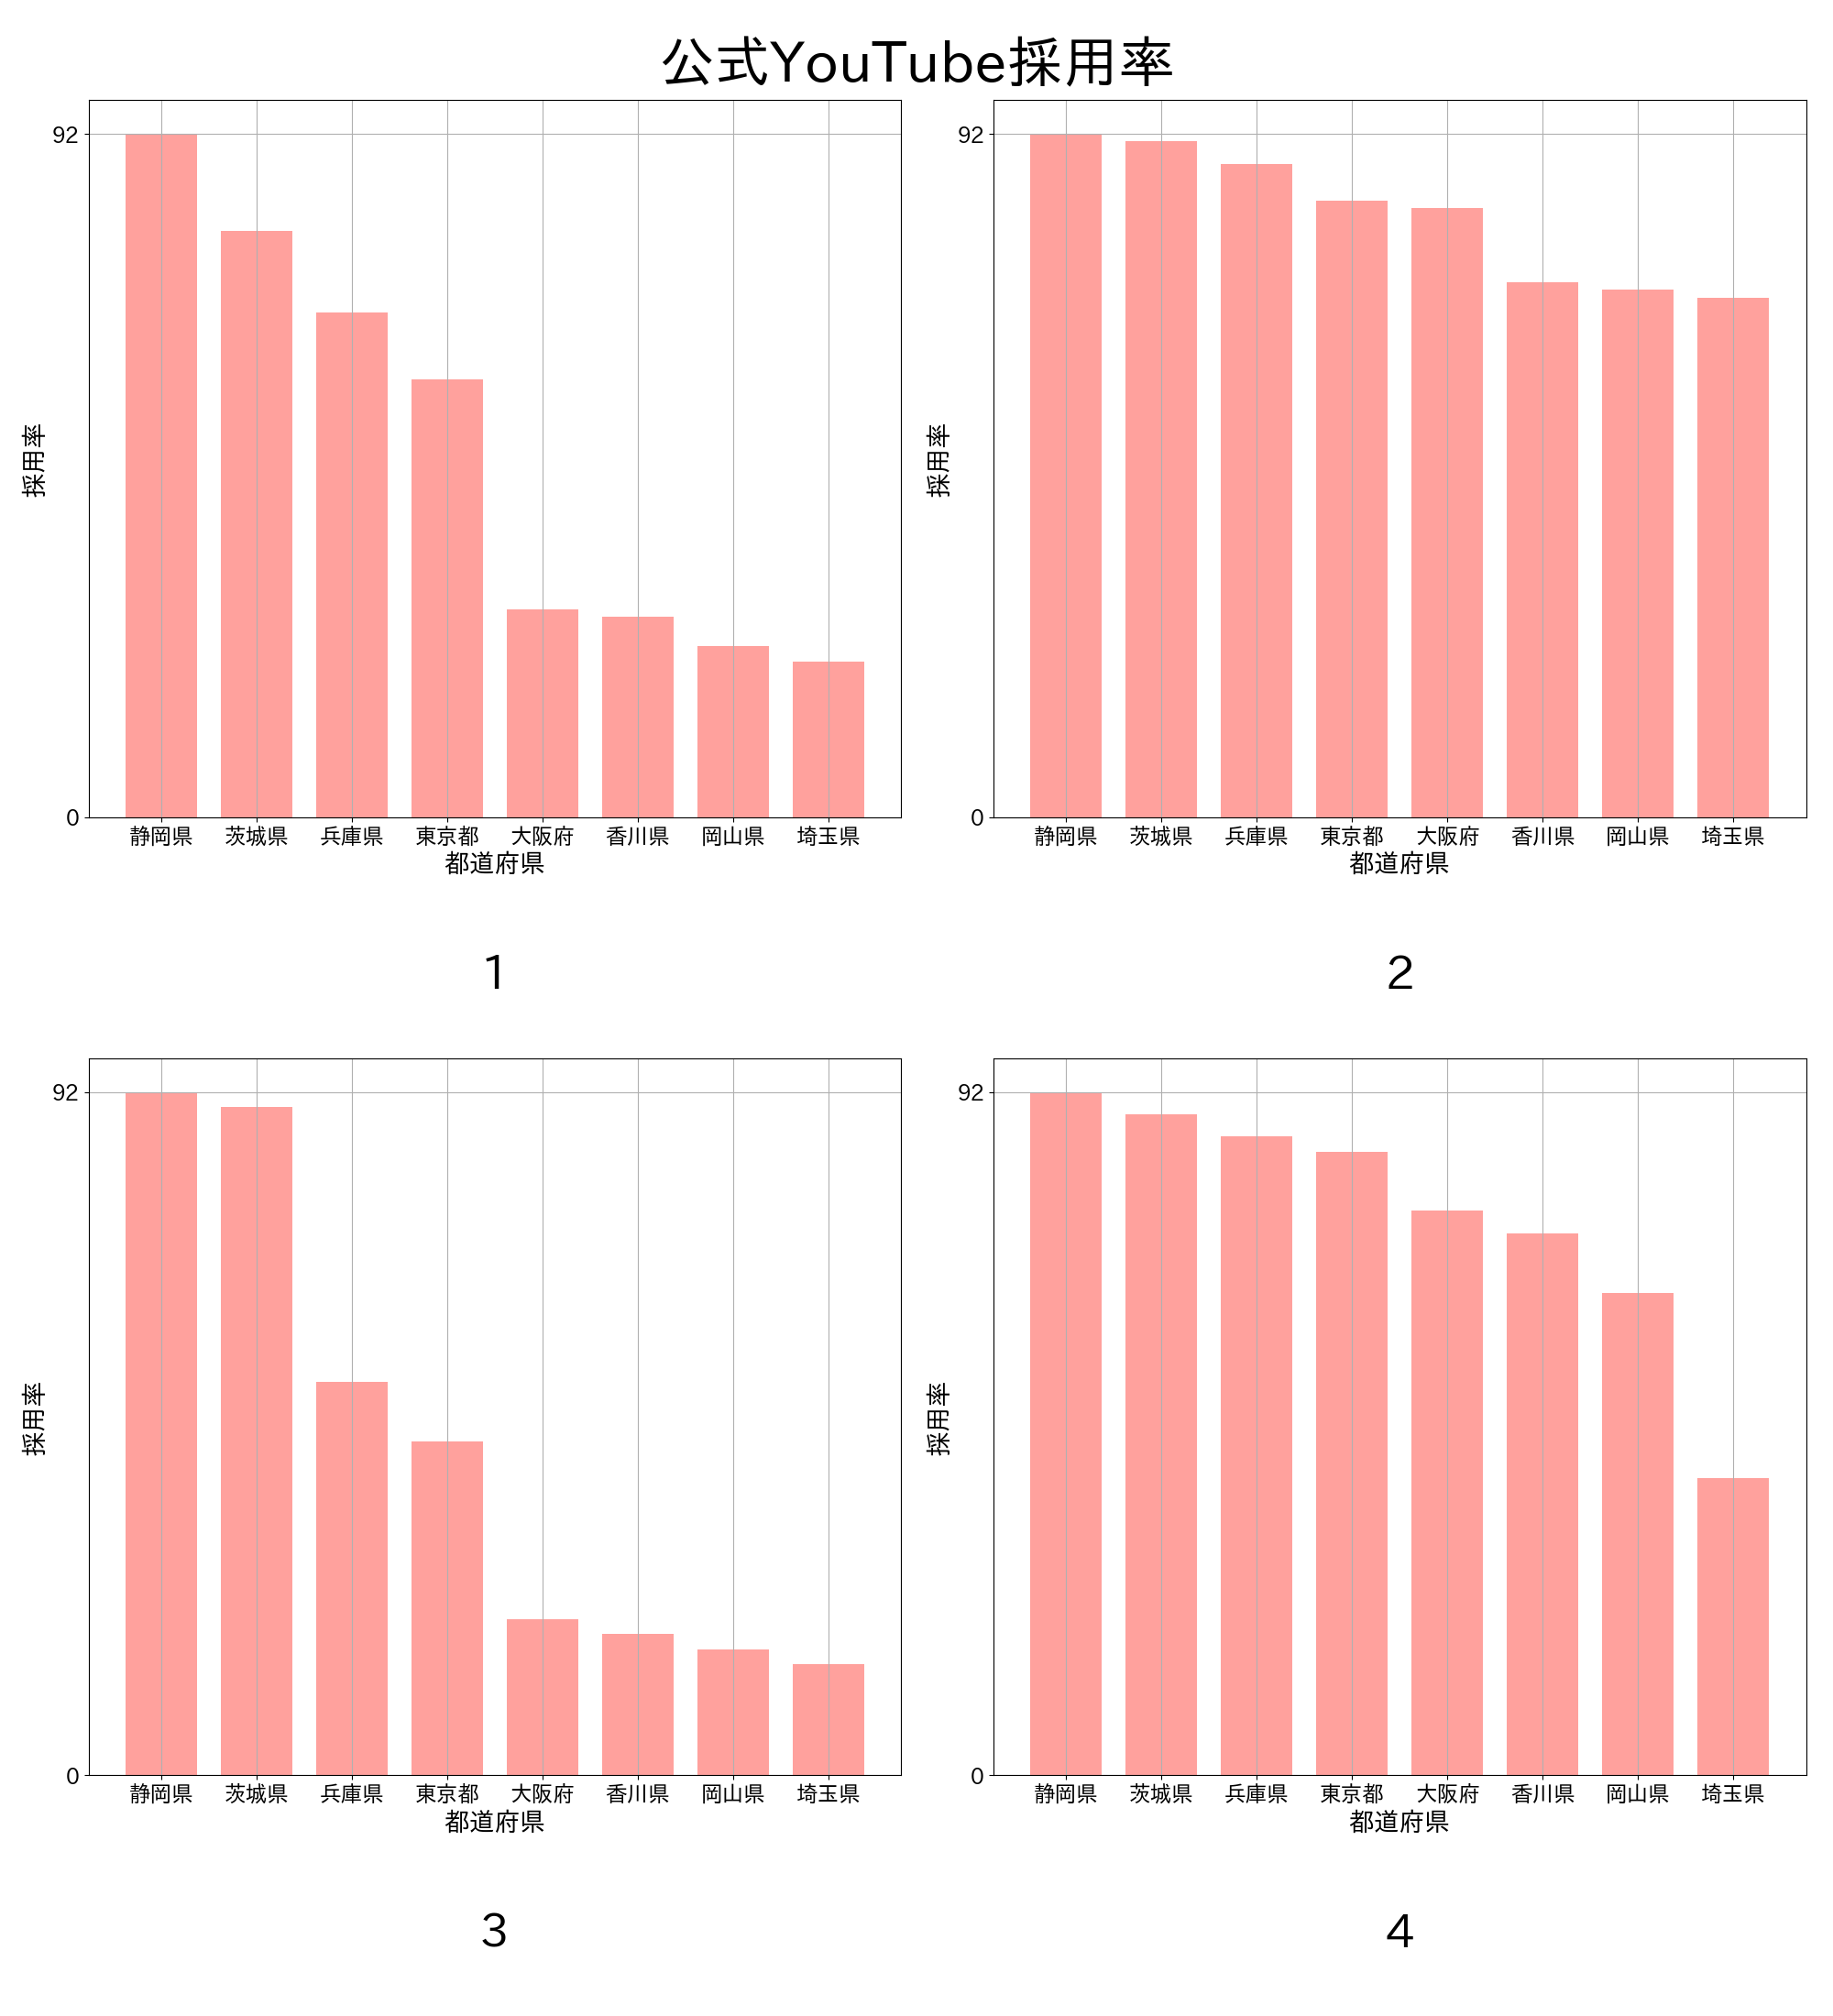 公式YouTube採用率
92
0
採用率
静岡県 茨城県 兵庫県 東京都 大阪府 香川県 岡山県 埼玉県
都道府県
1
92
0
採用率
静岡県 茨城県 兵庫県 東京都 大阪府 香川県 岡山県 埼玉県
都道府県
2
92
0
採用率
静岡県 茨城県 兵庫県 東京都 大阪府 香川県 岡山県 埼玉県
都道府県
3
92
0
採用率
静岡県 茨城県 兵庫県 東京都 大阪府 香川県 岡山県 埼玉県
都道府県
4